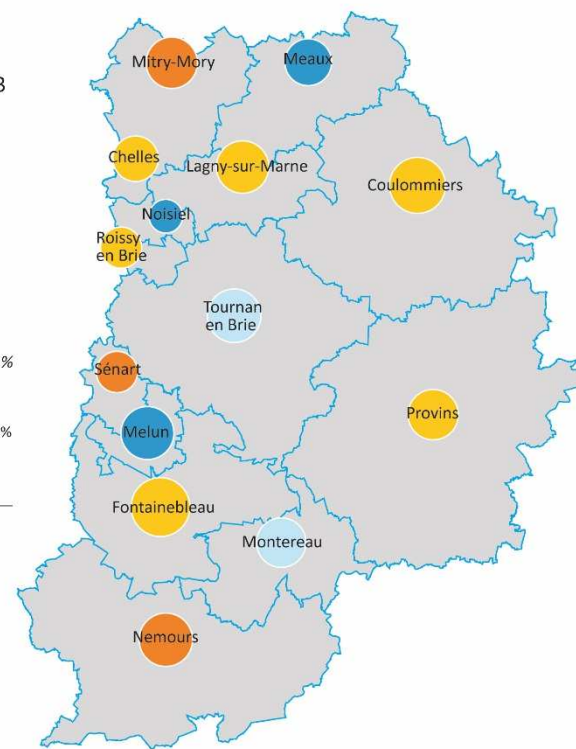 Mitry-Mory
Meaux
3
Chelles
Lagny-sur-Marne
Coulommiers
Noisiel
Roissy
en Brie
Tournan
en Brie
%
Sénart
Provins
%
Melun
Fontainebleau
Montereau
Nemours